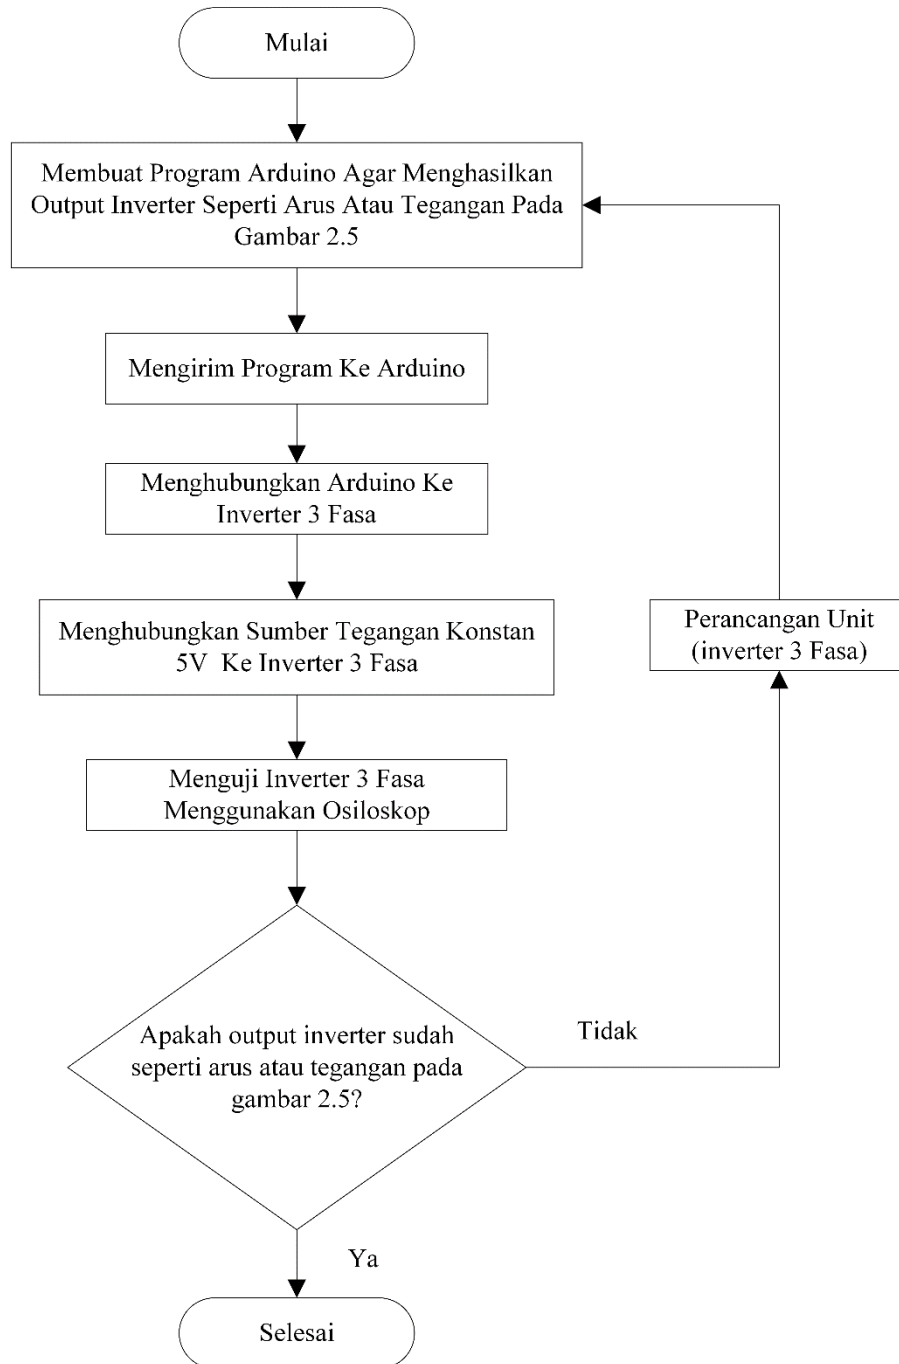 Mulai
Membuat Program Arduino Agar Menghasilkan
Output Inverter Seperti Arus Atau Tegangan Pada
Gambar 2.5
Mengirim Program Ke Arduino
Menghubungkan Arduino Ke
Inverter 3 Fasa
Menghubungkan Sumber Tegangan Konstan
5V Ke Inverter 3 Fasa
Perancangan Unit
(inverter 3 Fasa)
Menguji Inverter 3 Fasa
Menggunakan Osiloskop
Apakah output inverter sudah
seperti arus atau tegangan pada
gambar 2.5?
Tidak
Ya
Selesai